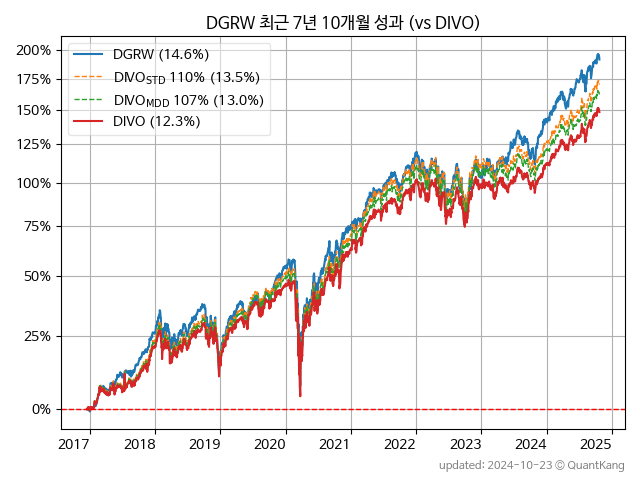 DGRW 최근 7년 10개월 성과 (vs DIVO)
200%
175%
150%
125%
100%
75%
50%
25%
0%
DGRW (14.6%)
DIVO_STD 110% (13.5%)
DIVO_MDD 107% (13.0%)
DIVO (12.3%)
2017 2018 2019 2020 2021 2022 2023 2024 2025
updated: 2024-10-23 © QuantKang